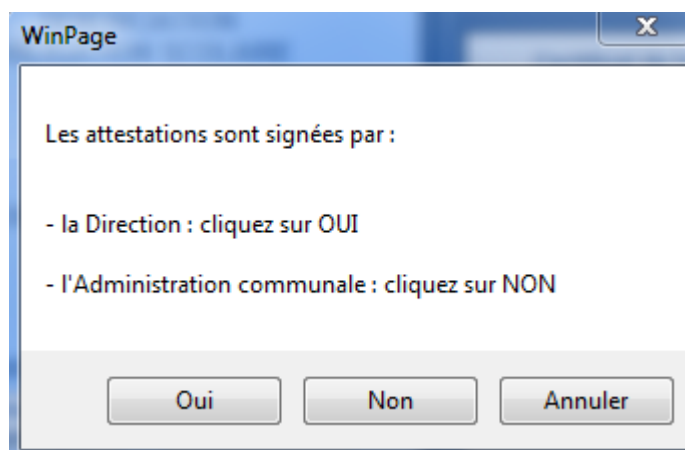 WinPage
Les attestations sont signées par :
- la Direction : cliquez sur OUI
- l'Administration communale : cliquez sur NON
Oui
Non
Annuler